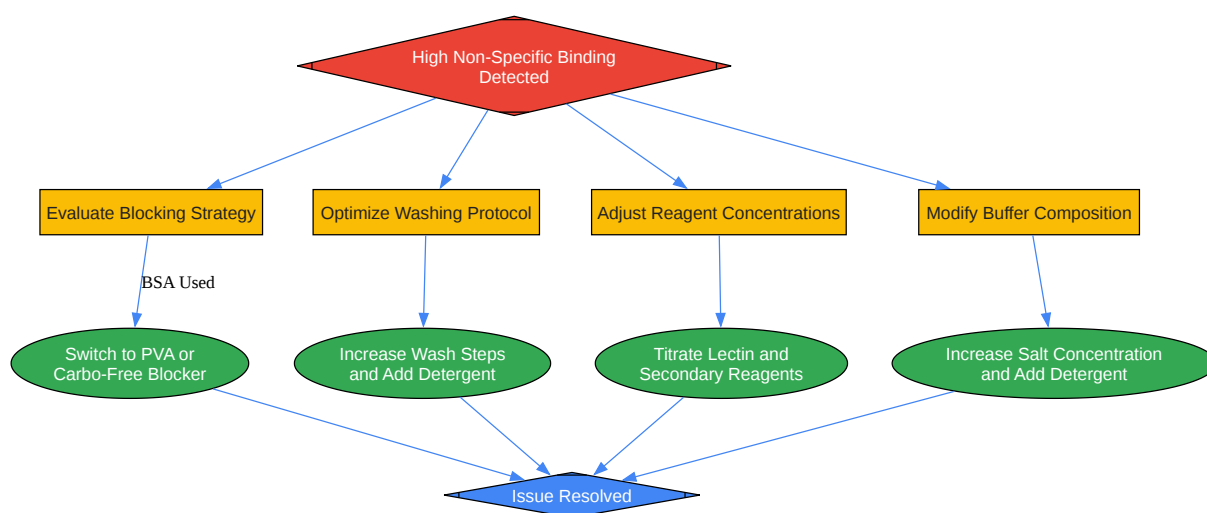 High Non-Specific Binding
Detected
Evaluate Blocking Strategy
Optimize Washing Protocol
Adjust Reagent Concentrations
Modify Buffer Composition
BSA Used
Switch to PVA or
Carbo-Free Blocker
Increase Wash Steps
and Add Detergent
Titrate Lectin and
Secondary Reagents
Increase Salt Concentration
and Add Detergent
Issue Resolved